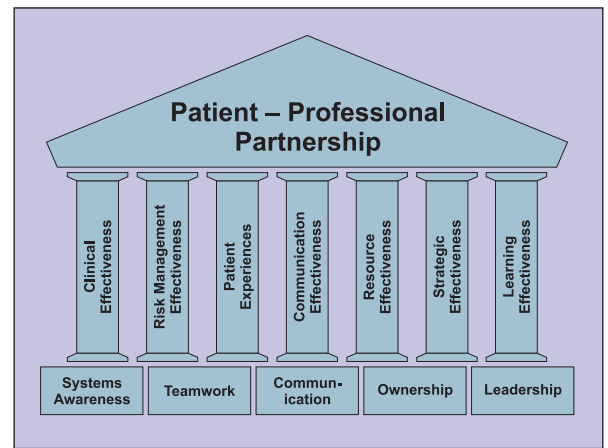 Patient – Professional
Partnership
Clinical
Effectiveness
Risk Management
Effectiveness
Patient
Experiences
Communication
Effectiveness
Resource
Effectiveness
Strategic
Effectiveness
Learning
Effectiveness
Systems
Awareness
Teamwork
Commun-
ication
Ownership
Leadership